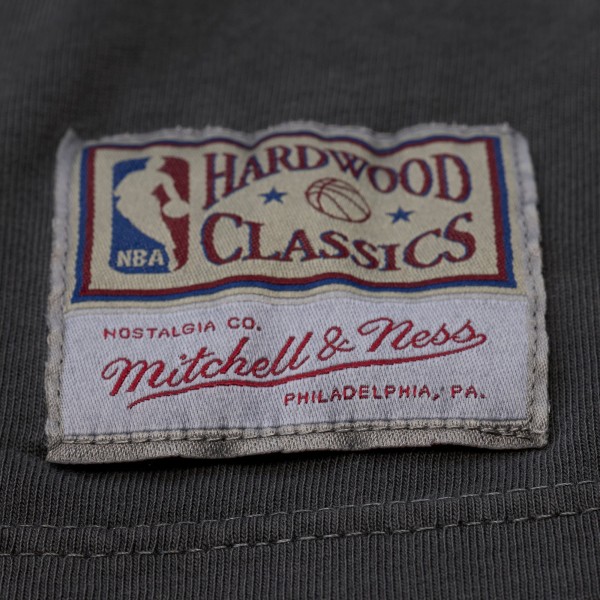 HARDWOOD
CLASSICS
NBA
NOSTALGIA CO.
Mitchell & Ness
PHILADELPHIA, PA.